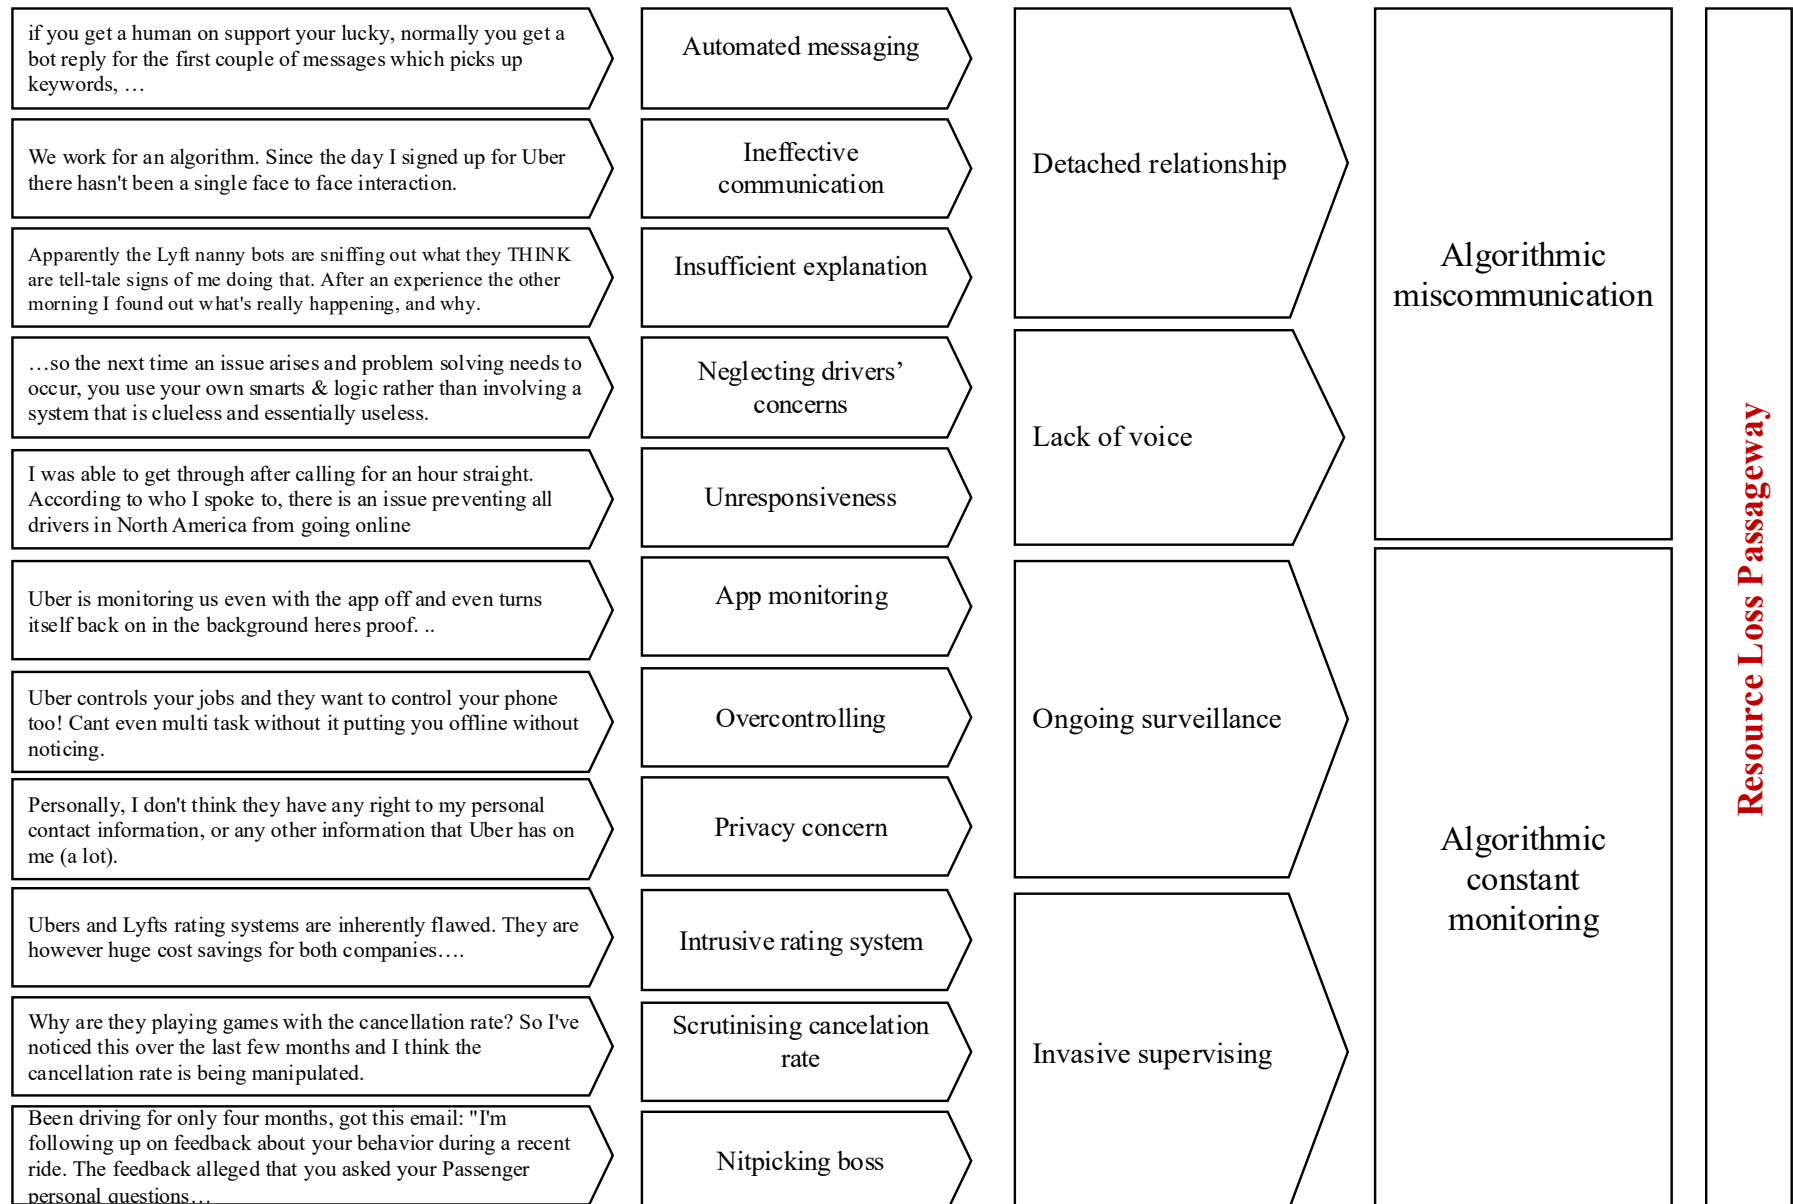 if you get a human on support your lucky, normally you get a
bot reply for the first couple of messages which picks up
keywords, …
Automated messaging
We work for an algorithm. Since the day I signed up for Uber
there hasn't been a single face to face interaction.
Ineffective
communication
Apparently the Lyft nanny bots are sniffing out what they THINK
are tell-tale signs of me doing that. After an experience the other
morning I found out what's really happening, and why.
Insufficient explanation
Detached relationship
…so the next time an issue arises and problem solving needs to
occur, you use your own smarts & logic rather than involving a
system that is clueless and essentially useless.
Neglecting drivers’
concerns
I was able to get through after calling for an hour straight.
According to who I spoke to, there is an issue preventing all
drivers in North America from going online
Unresponsiveness
Lack of voice
Algorithmic
miscommunication
Uber is monitoring us even with the app off and even turns
itself back on in the background heres proof. ..
App monitoring
Uber controls your jobs and they want to control your phone
too! Cant even multi task without it putting you offline without
noticing.
Overcontrolling
Personally, I don't think they have any right to my personal
contact information, or any other information that Uber has on
me (a lot).
Privacy concern
Ongoing surveillance
Ubers and Lyfts rating systems are inherently flawed. They are
however huge cost savings for both companies….
Intrusive rating system
Why are they playing games with the cancellation rate? So I've
noticed this over the last few months and I think the
cancellation rate is being manipulated.
Scrutinising cancelation
rate
Been driving for only four months, got this email: "I'm
following up on feedback about your behavior during a recent
ride. The feedback alleged that you asked your Passenger
personal questions…
Nitpicking boss
Invasive supervising
Algorithmic
constant
monitoring
Resource Loss Passageway